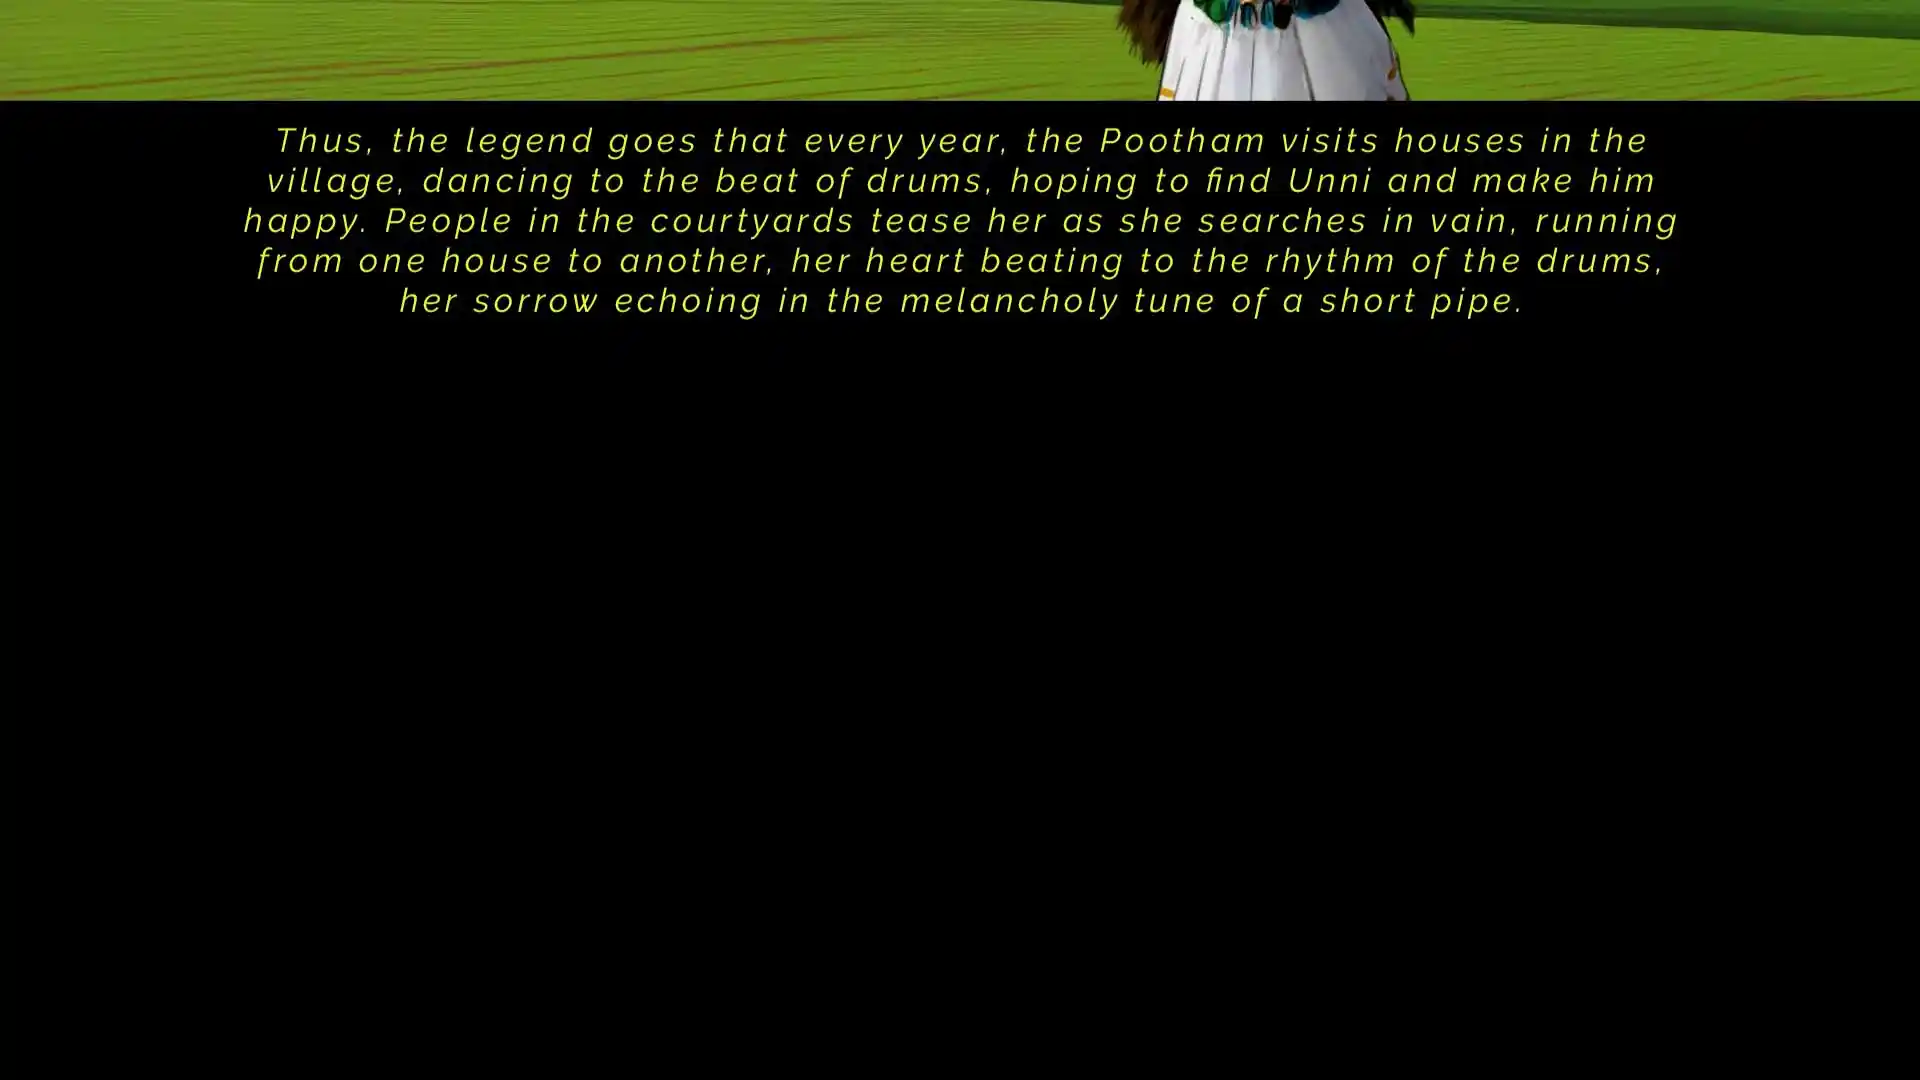 Thus, the legend goes that every year, the Pootham visits houses in the
village, dancing to the beat of drums, hoping to find Unni and make him
happy. People in the courtyards tease her as she searches in vain, running
from one house to another, her heart beating to the rhythm of the drums,
her sorrow echoing in the melancholy tune of a short pipe.